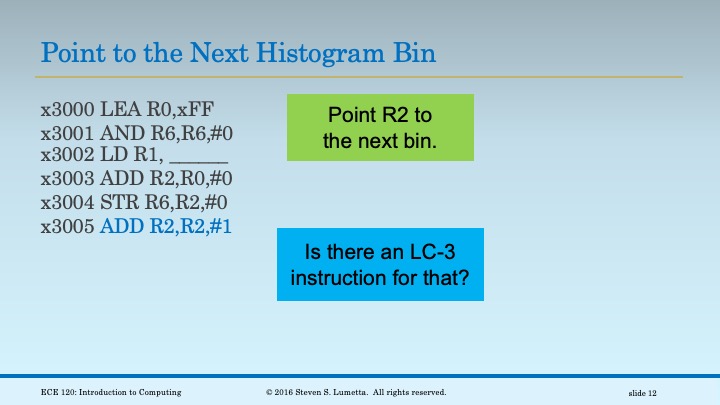 Point to the Next Histogram Bin
x3000 LEA R0,xFF
x3001 AND R6,R6,#0
x3002 LD R1, ______
x3003 ADD R2,R0,#0
x3004 STR R6,R2,#0
x3005 ADD R2,R2,#1
Point R2 to
the next bin.
Is there an LC-3
instruction for that?
ECE 120: Introduction to Computing
© 2016 Steven S. Lumetta. All rights reserved.
slide 12